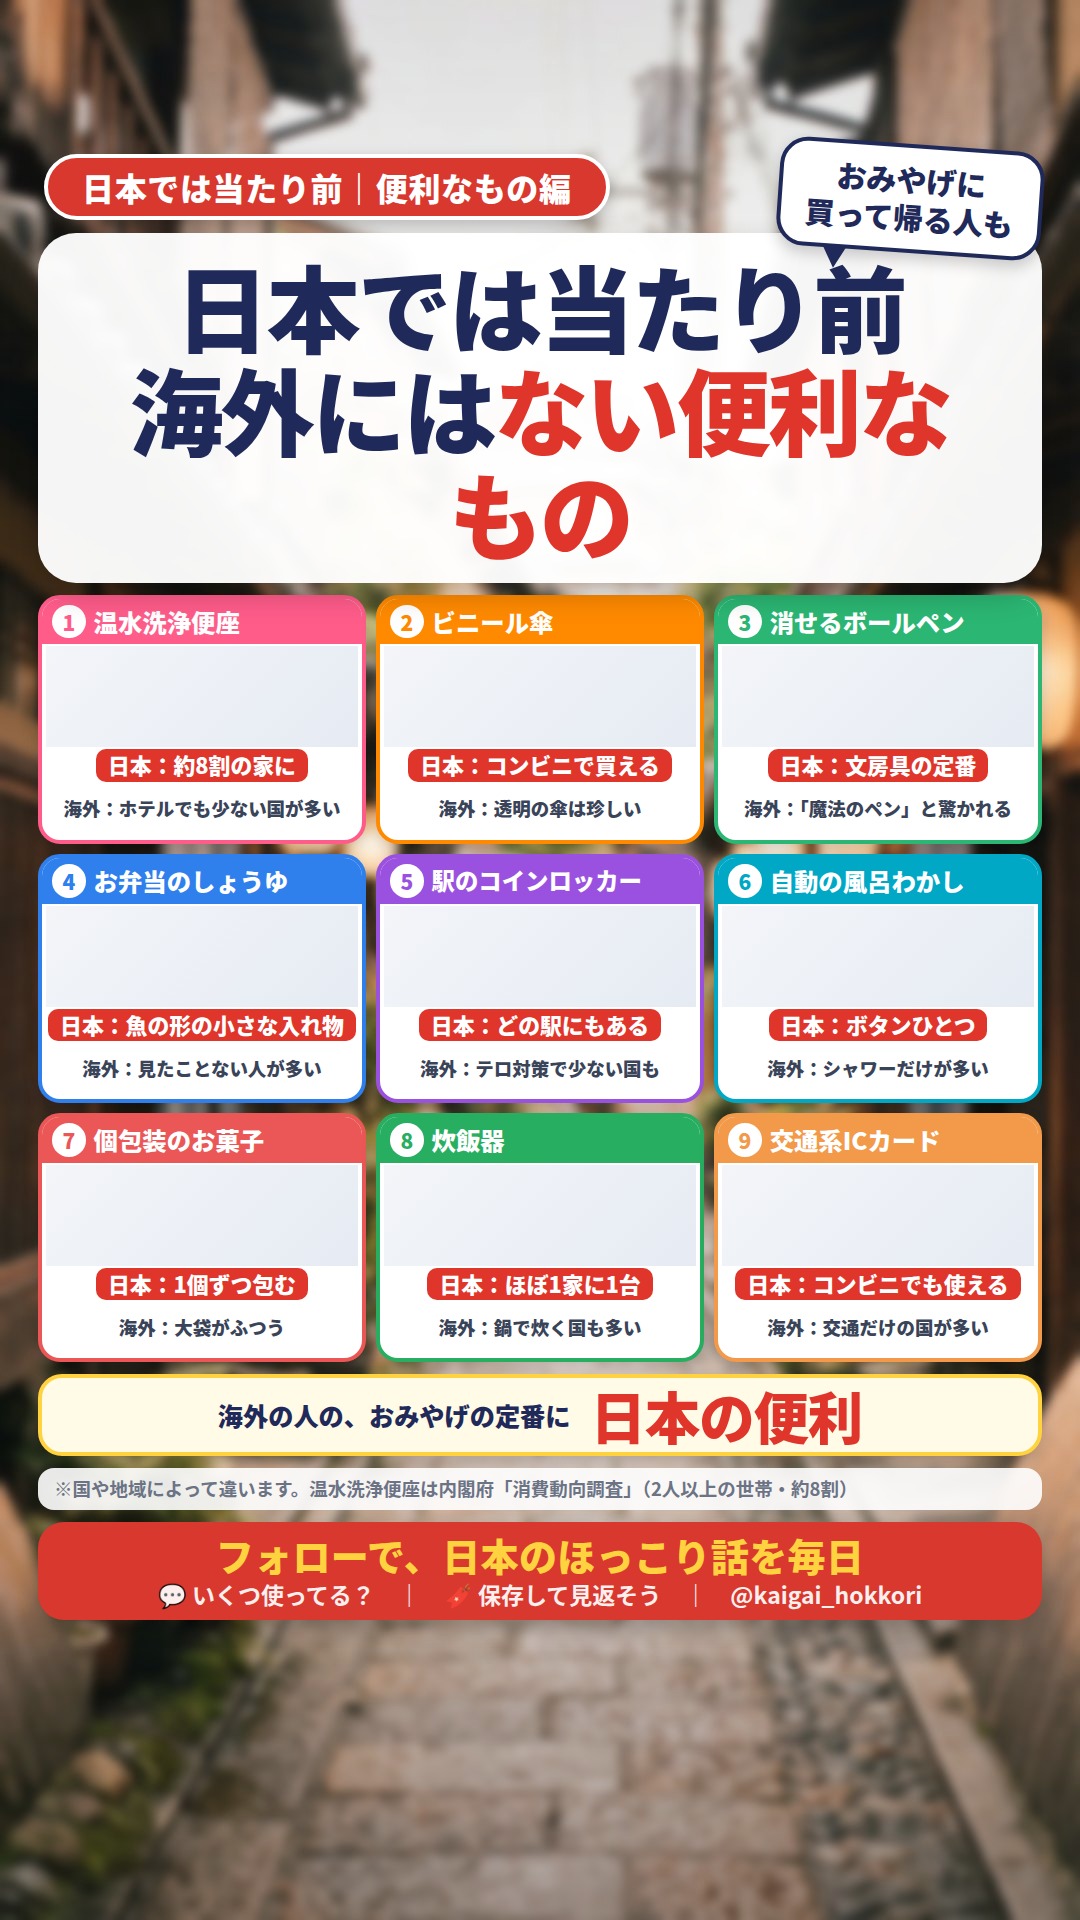 日本では当たり前｜便利なもの編
おみやげに
買って帰る人も
日本では当たり前
海外にはない便利な
もの
1 温水洗浄便座
日本：約8割の家に
海外：ホテルでも少ない国が多い
2 ビニール傘
日本：コンビニで買える
海外：透明の傘は珍しい
3 消せるボールペン
日本：文房具の定番
海外：「魔法のペン」と驚かれる
4 お弁当のしょうゆ
日本：魚の形の小さな入れ物
海外：見たことない人が多い
5 駅のコインロッカー
日本：どの駅にもある
海外：テロ対策で少ない国も
6 自動の風呂わかし
日本：ボタンひとつ
海外：シャワーだけが多い
7 個包装のお菓子
日本：1個ずつ包む
海外：大袋がふつう
8 炊飯器
日本：ほぼ1家に1台
海外：鍋で炊く国も多い
9 交通系ICカード
日本：コンビニでも使える
海外：交通だけの国が多い
海外の人の、おみやげの定番に 日本の便利
※国や地域によって違います。温水洗浄便座は内閣府「消費動向調査」（2人以上の世帯・約8割）
フォローで、日本のほっこり話を毎日
💬 いくつ使ってる？ ｜ 🔖 保存して見返そう ｜ @kaigai_hokkori